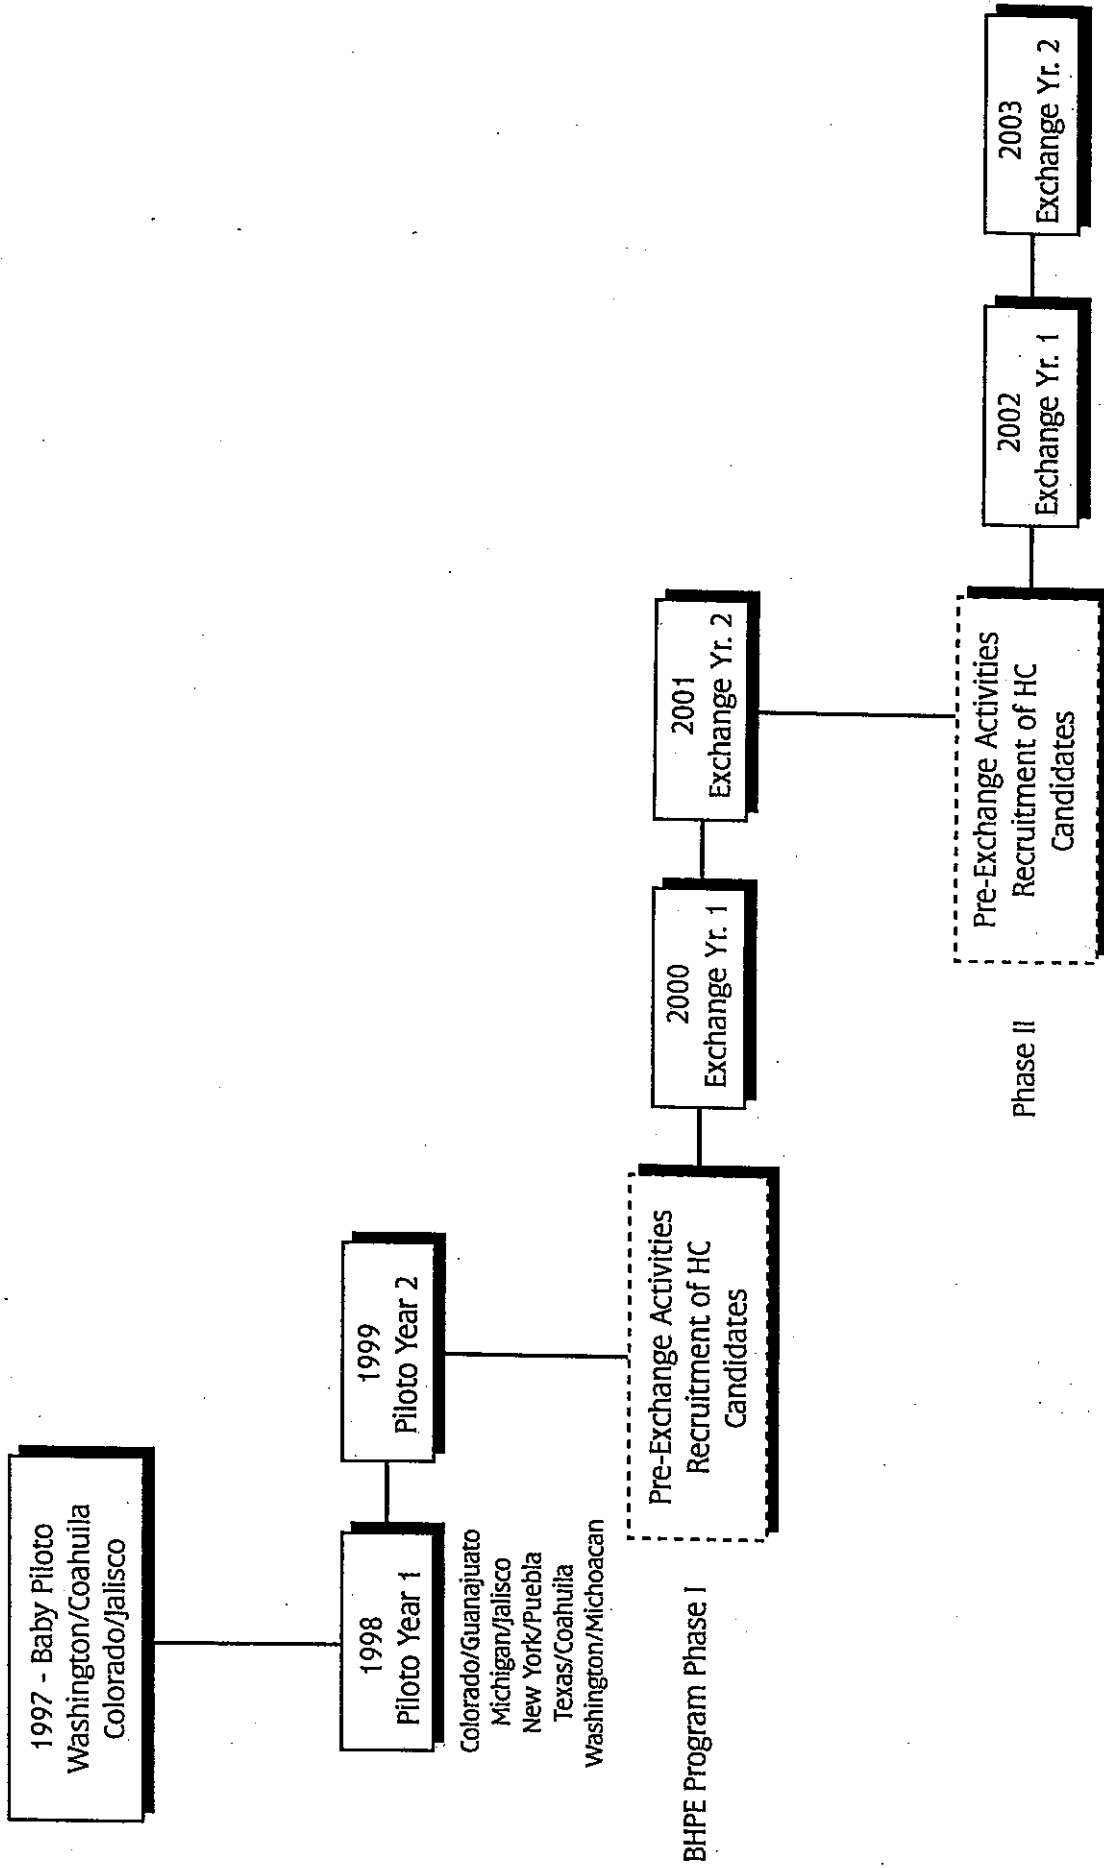 1997 - Baby Piloto
Washington/Coahuila
Colorado/Jalisco
1998
Piloto Year 1
1999
Piloto Year 2
Colorado/Guanajuato
Michigan/Jalisco
New York/Puebla
Texas/Coahuila
Washington/Michoacan
BHPE Program Phase I
Pre-Exchange Activities
Recruitment of HC
Candidates
2000
Exchange Yr. 1
2001
Exchange Yr. 2
Phase II
Pre-Exchange Activities
Recruitment of HC
Candidates
2002
Exchange Yr. 1
2003
Exchange Yr. 2